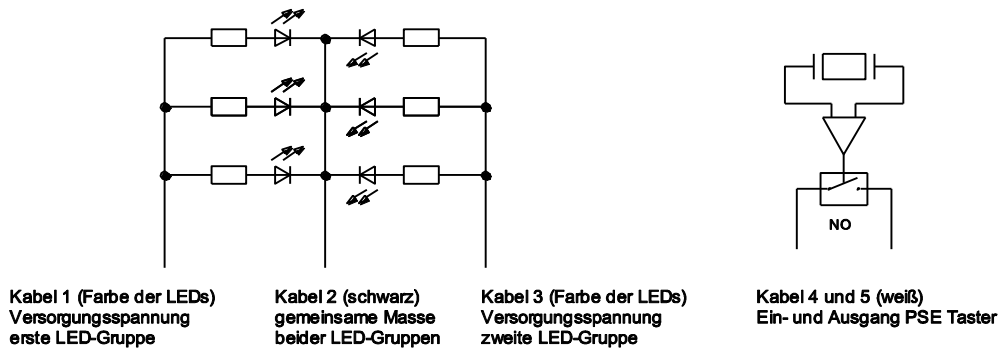 NO
Kabel 1 (Farbe der LEDs)
Versorgungsspannung
erste LED-Gruppe
Kabel 2 (schwarz)
gemeinsame Masse
beider LED-Gruppen
Kabel 3 (Farbe der LEDs)
Versorgungsspannung
zweite LED-Gruppe
Kabel 4 und 5 (weiß)
Ein- und Ausgang PSE Taster